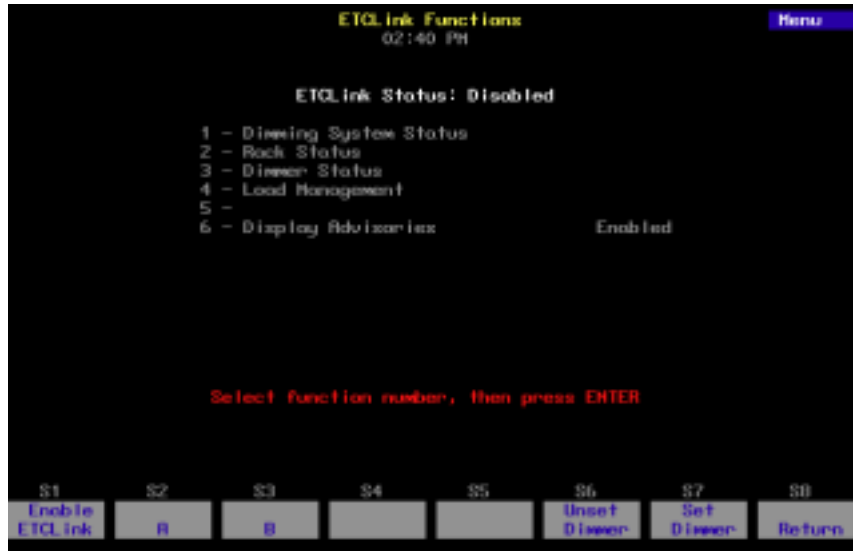 ETCLink Functions
Menu
02:40 PM
ETCLink Status: Disabled
1 - Dimming System Status
2 - Rack Status
3 - Dimmer Status
4 - Load Management
5 -
6 - Display Advisories Enabled
Select function number, then press ENTER
S1 S2 S3 S4 S5 S6 S7 S8
Enable Unset Set
ETCLink A B Dimmer Dimmer Return